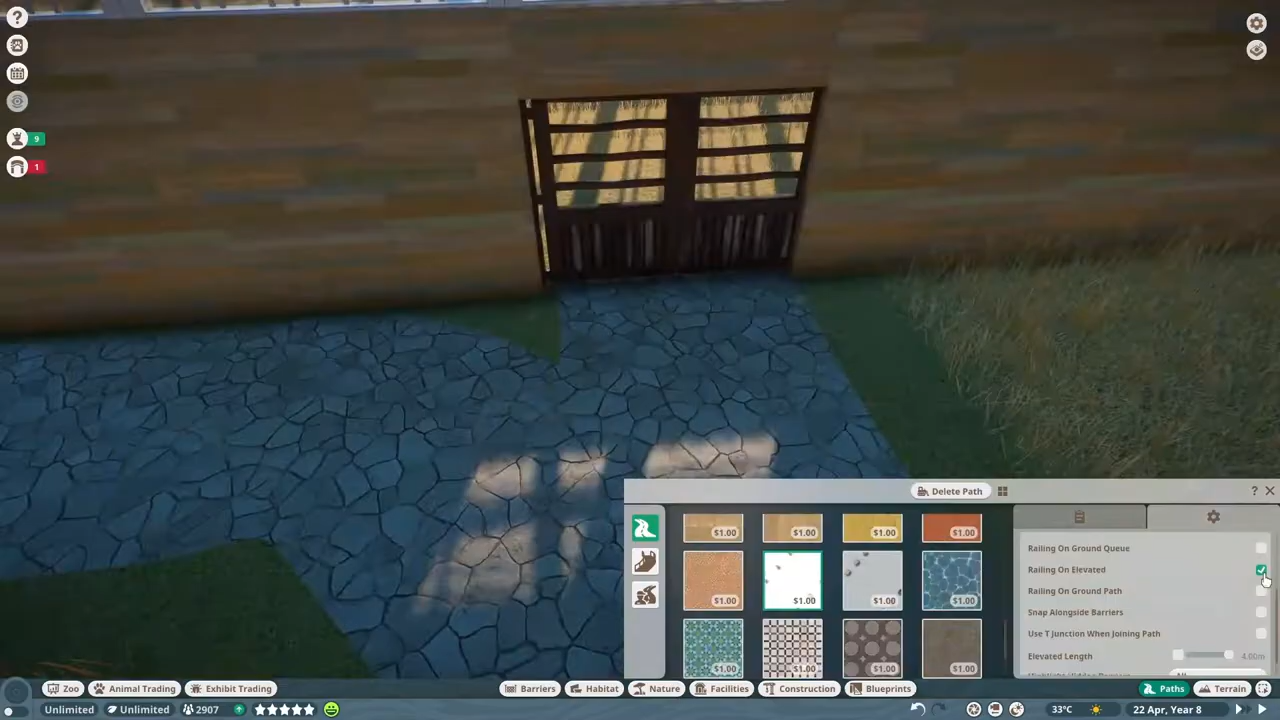 ?
9
1
Delete Path
?
$1.00 $1.00 $1.00 $1.00
$1.00 $1.00 $1.00 $1.00
$1.00 $1.00 $1.00 $1.00
Railing On Ground Queue
Railing On Elevated
Railing On Ground Path
Snap Alongside Barriers
Use T Junction When Joining Path
Elevated Length 4.00m
Zoo Animal Trading Exhibit Trading Barriers Habitat Nature Facilities Construction Blueprints Paths Terrain
Unlimited Unlimited 2907 33°C 22 Apr, Year 8